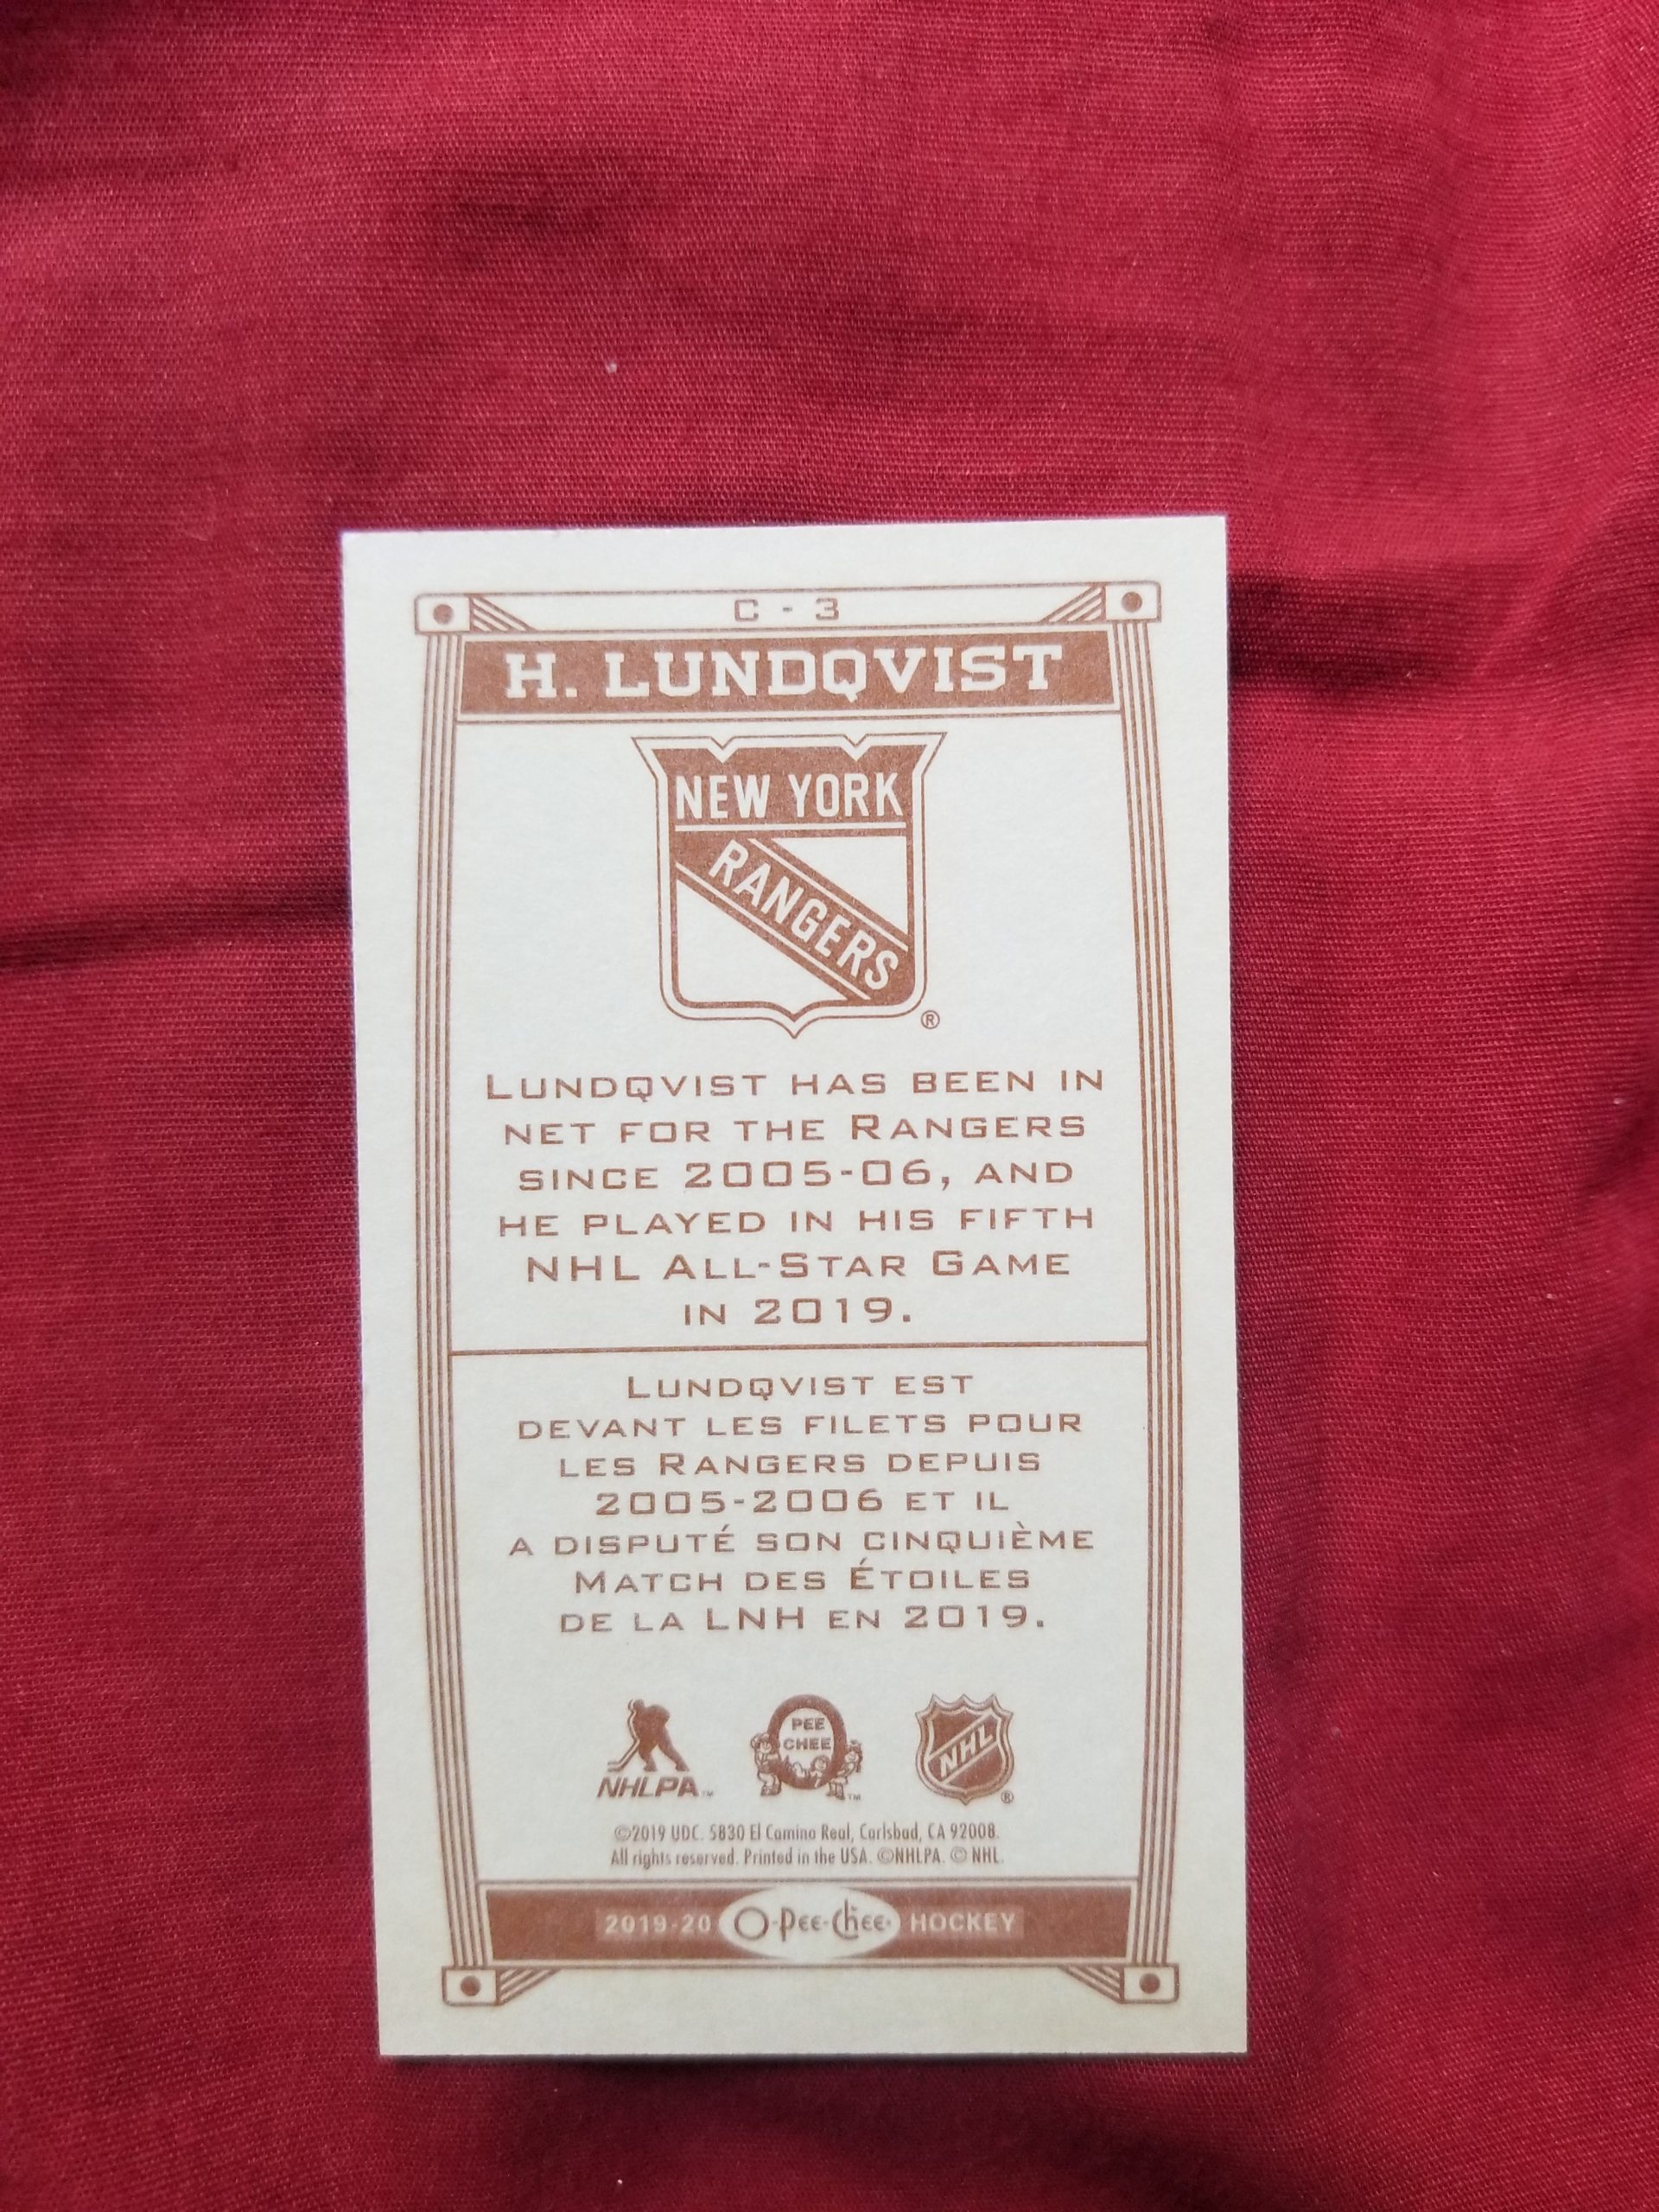 C - 3
H. LUNDQVIST
NEW YORK
RANGERS
®
LUNDQVIST HAS BEEN IN
NET FOR THE RANGERS
SINCE 2005-06, AND
HE PLAYED IN HIS FIFTH
NHL ALL-STAR GAME
IN 2019.
LUNDQVIST EST
DEVANT LES FILETS POUR
LES RANGERS DEPUIS
2005-2006 ET IL
A DISPUTÉ SON CINQUIÈME
MATCH DES ÉTOILES
DE LA LNH EN 2019.
NHLPA™
O PEE CHEE ™
NHL ®
©2019 UDC. 5830 El Camino Real, Carlsbad, CA 92008.
All rights reserved. Printed in the USA. ©NHLPA. © NHL.
2019-20 O-Pee-Chee HOCKEY